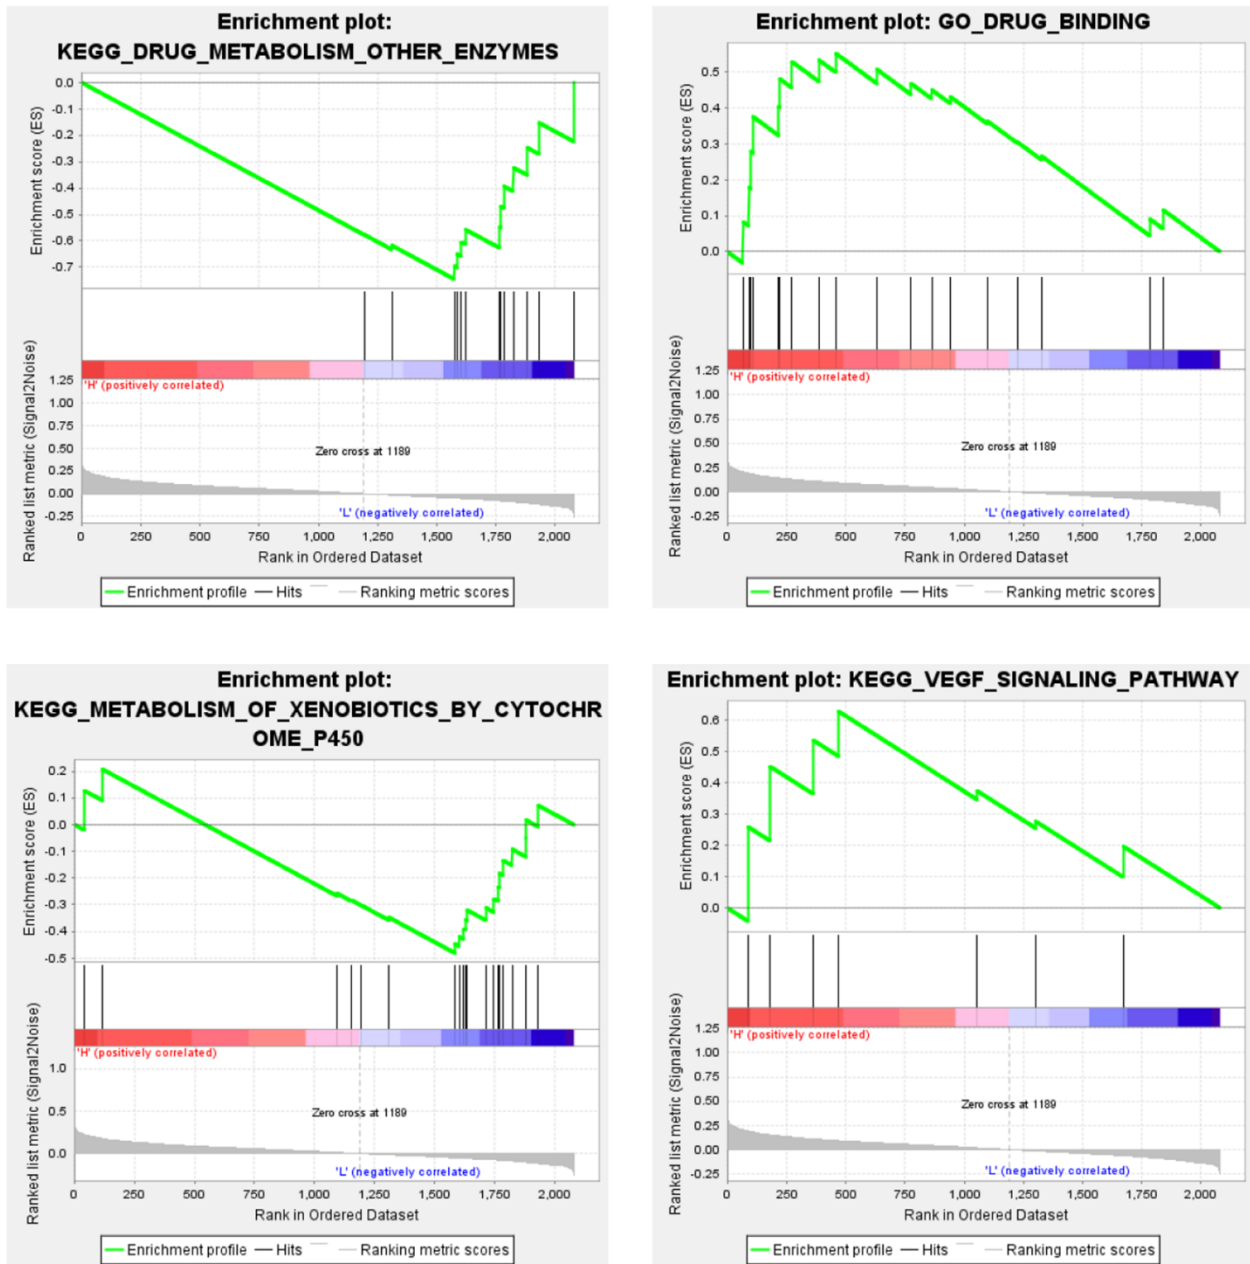 Enrichment plot:
KEGG_DRUG_METABOLISM_OTHER_ENZYMES
Enrichment score (ES)
0.0
-0.1
-0.2
-0.3
-0.4
-0.5
-0.6
-0.7
Ranked list metric (Signal2Noise)
1.25
1.00
0.75
0.50
0.25
0.00
-0.25
'H' (positively correlated)
Zero cross at 1189
'L' (negatively correlated)
0 250 500 750 1,000 1,250 1,500 1,750 2,000
Rank in Ordered Dataset
Enrichment profile Hits Ranking metric scores
Enrichment plot: GO_DRUG_BINDING
Enrichment score (ES)
0.5
0.4
0.3
0.2
0.1
0.0
Ranked list metric (Signal2Noise)
1.25
1.00
0.75
0.50
0.25
0.00
-0.25
'H' (positively correlated)
Zero cross at 1189
'L' (negatively correlated)
0 250 500 750 1,000 1,250 1,500 1,750 2,000
Rank in Ordered Dataset
Enrichment profile Hits Ranking metric scores
Enrichment plot:
KEGG_METABOLISM_OF_XENOBIOTICS_BY_CYTOCHR
OME_P450
Enrichment score (ES)
0.2
0.1
0.0
-0.1
-0.2
-0.3
-0.4
-0.5
Ranked list metric (Signal2Noise)
1.0
0.5
0.0
'H' (positively correlated)
Zero cross at 1189
'L' (negatively correlated)
0 250 500 750 1,000 1,250 1,500 1,750 2,000
Rank in Ordered Dataset
Enrichment profile Hits Ranking metric scores
Enrichment plot: KEGG_VEGF_SIGNALING_PATHWAY
Enrichment score (ES)
0.6
0.5
0.4
0.3
0.2
0.1
0.0
Ranked list metric (Signal2Noise)
1.25
1.00
0.75
0.50
0.25
0.00
-0.25
'H' (positively correlated)
Zero cross at 1189
'L' (negatively correlated)
0 250 500 750 1,000 1,250 1,500 1,750 2,000
Rank in Ordered Dataset
Enrichment profile Hits Ranking metric scores